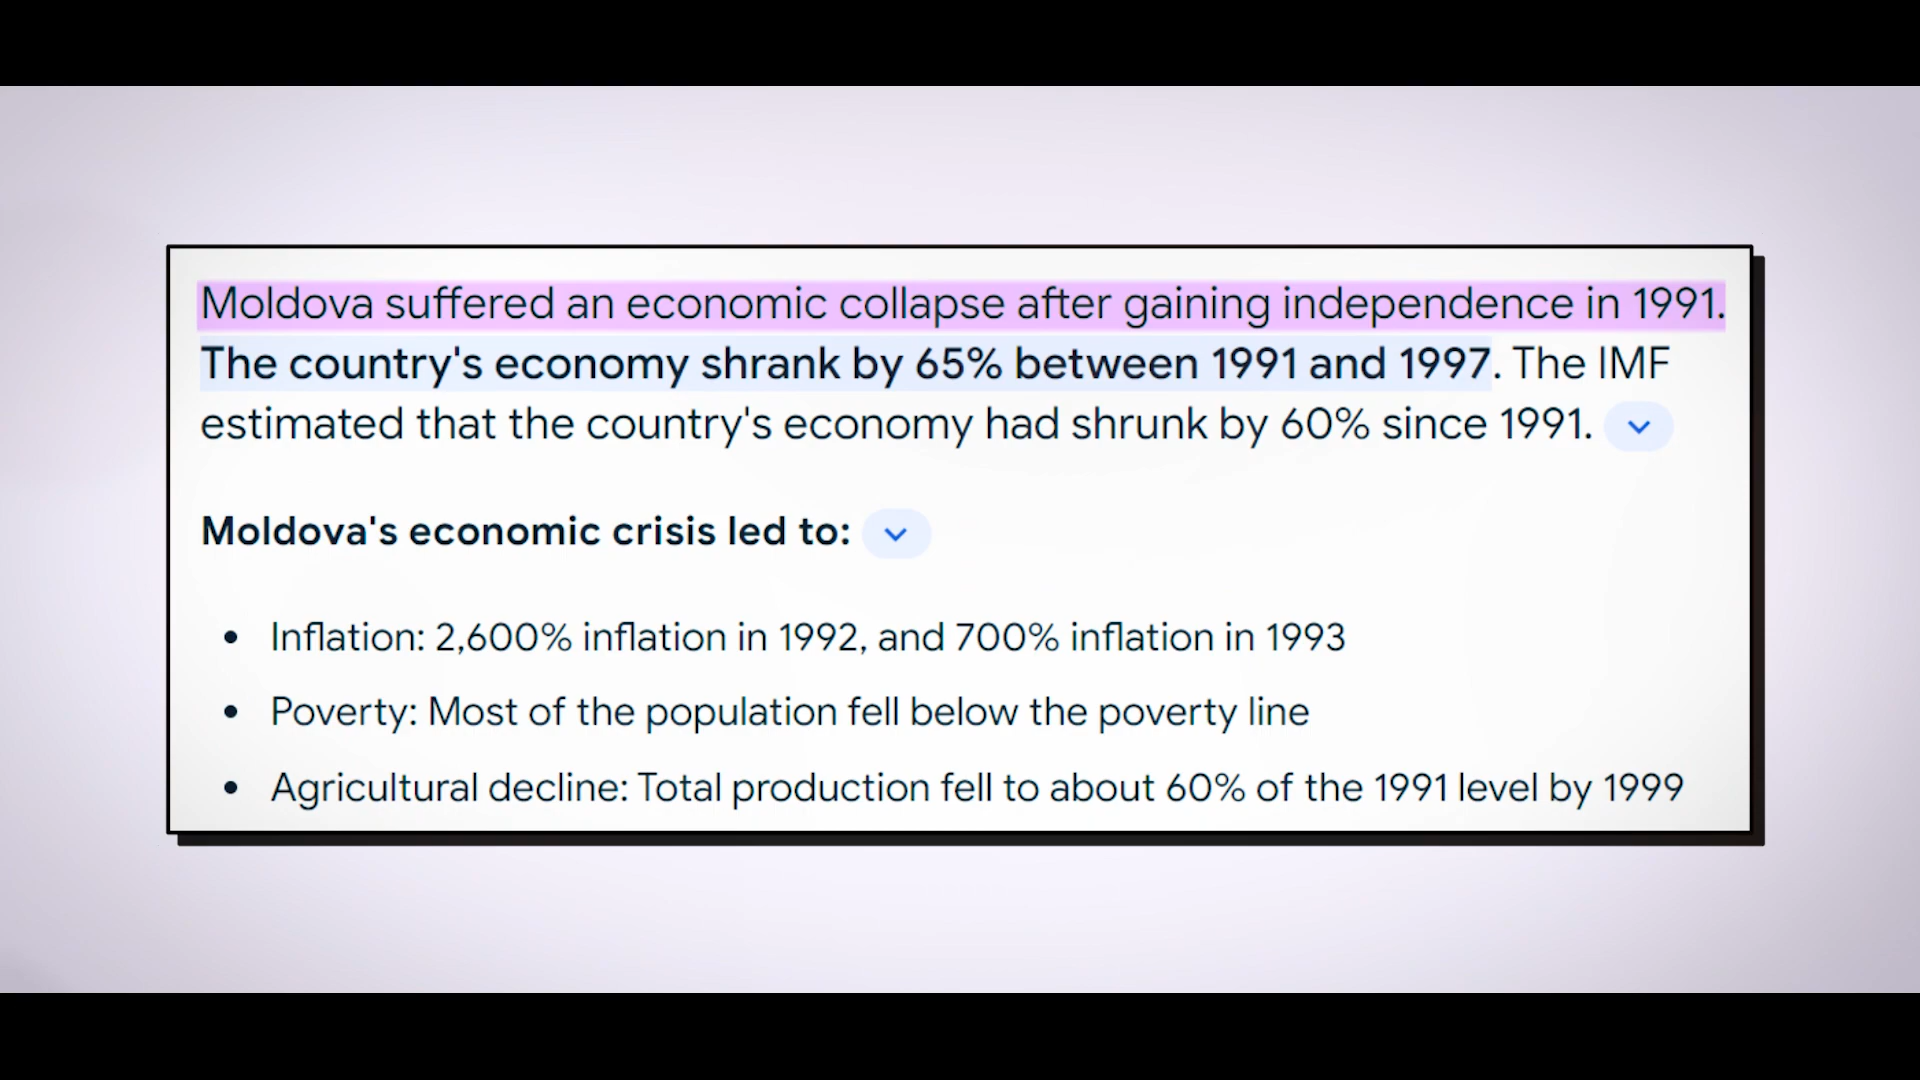 Moldova suffered an economic collapse after gaining independence in 1991.
The country's economy shrank by 65% between 1991 and 1997. The IMF
estimated that the country's economy had shrunk by 60% since 1991.
Moldova's economic crisis led to:
• Inflation: 2,600% inflation in 1992, and 700% inflation in 1993
• Poverty: Most of the population fell below the poverty line
• Agricultural decline: Total production fell to about 60% of the 1991 level by 1999